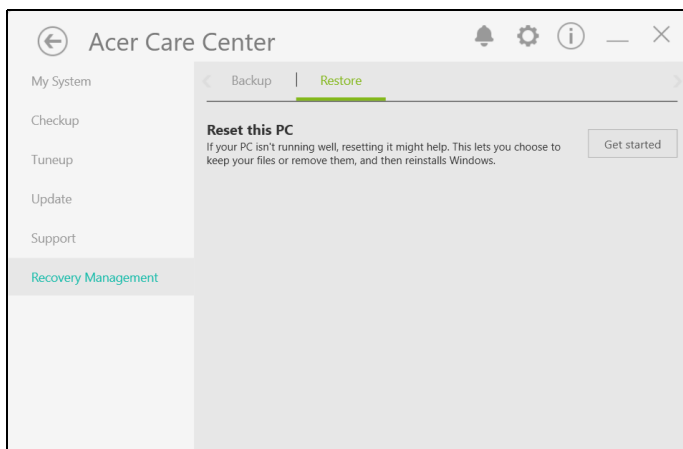 Acer Care Center
My System
Checkup
Tuneup
Update
Support
Recovery Management
Backup | Restore
Reset this PC
If your PC isn't running well, resetting it might help. This lets you choose to
keep your files or remove them, and then reinstalls Windows.
Get started